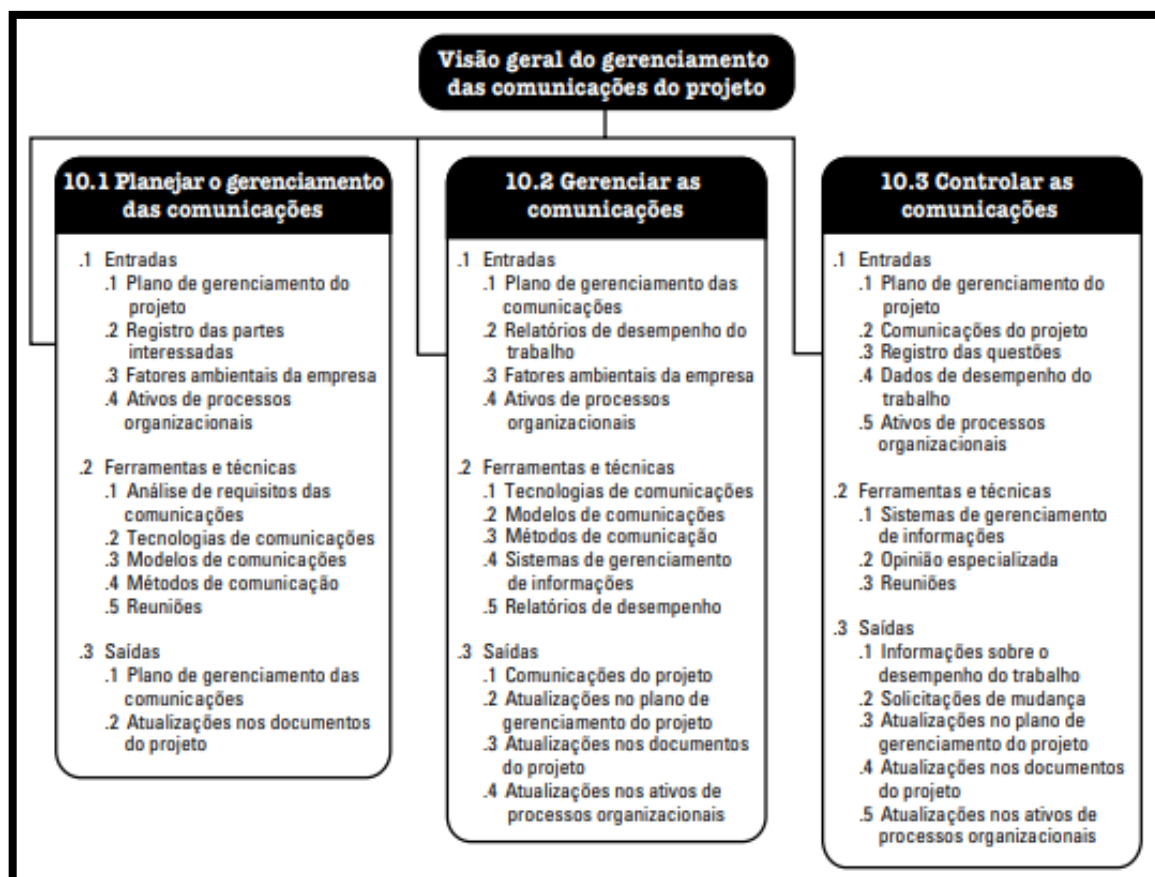 Visão geral do gerenciamento
das comunicações do projeto
10.1 Planejar o gerenciamento
das comunicações
.1 Entradas
.1 Plano de gerenciamento do
projeto
.2 Registro das partes
interessadas
.3 Fatores ambientais da empresa
.4 Ativos de processos
organizacionais
.2 Ferramentas e técnicas
.1 Análise de requisitos das
comunicações
.2 Tecnologias de comunicações
.3 Modelos de comunicações
.4 Métodos de comunicação
.5 Reuniões
.3 Saídas
.1 Plano de gerenciamento das
comunicações
.2 Atualizações nos documentos
do projeto
10.2 Gerenciar as
comunicações
.1 Entradas
.1 Plano de gerenciamento das
comunicações
.2 Relatórios de desempenho do
trabalho
.3 Fatores ambientais da empresa
.4 Ativos de processos
organizacionais
.2 Ferramentas e técnicas
.1 Tecnologias de comunicações
.2 Modelos de comunicações
.3 Métodos de comunicação
.4 Sistemas de gerenciamento
de informações
.5 Relatórios de desempenho
.3 Saídas
.1 Comunicações do projeto
.2 Atualizações no plano de
gerenciamento do projeto
.3 Atualizações nos documentos
do projeto
.4 Atualizações nos ativos de
processos organizacionais
10.3 Controlar as
comunicações
.1 Entradas
.1 Plano de gerenciamento do
projeto
.2 Comunicações do projeto
.3 Registro das questões
.4 Dados de desempenho do
trabalho
.5 Ativos de processos
organizacionais
.2 Ferramentas e técnicas
.1 Sistemas de gerenciamento
de informações
.2 Opinião especializada
.3 Reuniões
.3 Saídas
.1 Informações sobre o
desempenho do trabalho
.2 Solicitações de mudança
.3 Atualizações no plano de
gerenciamento do projeto
.4 Atualizações nos documentos
do projeto
.5 Atualizações nos ativos de
processos organizacionais